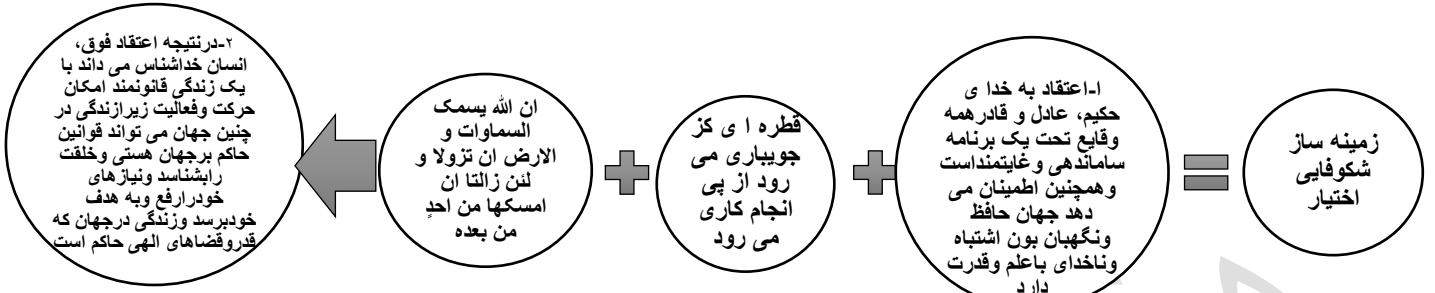 زمینه ساز
شکوفایی
اختیار
۱-اعتقاد به خدا ی
حکیم، عادل و قادرهمه
وقایع تحت یک برنامه
ساماندهی وغایتمنداست
وهمچنین اطمینان می
دهد جهان حافظ
ونگهبان بون اشتباه
وناخدای باعلم وقدرت
دارد
قطره ا ی کز
جویباری می
رود از پی
انجام کاری
می رود
ان الله یسمک
السماوات و
الارض ان تزولا و
لئن زالتا ان
امسکها من احدٍ
من بعده
۲-درنتیجه اعتقاد فوق،
انسان خداشناس می داند با
یک زندگی قانونمند امکان
حرکت وفعالیت زیرازندگی در
چنین جهان می تواند قوانین
حاکم برجهان هستی وخلقت
رابشناسد ونیازهای
خودرارفع وبه هدف
خودبرسد وزندگی درجهان که
قدروقضاهای الهی حاکم است